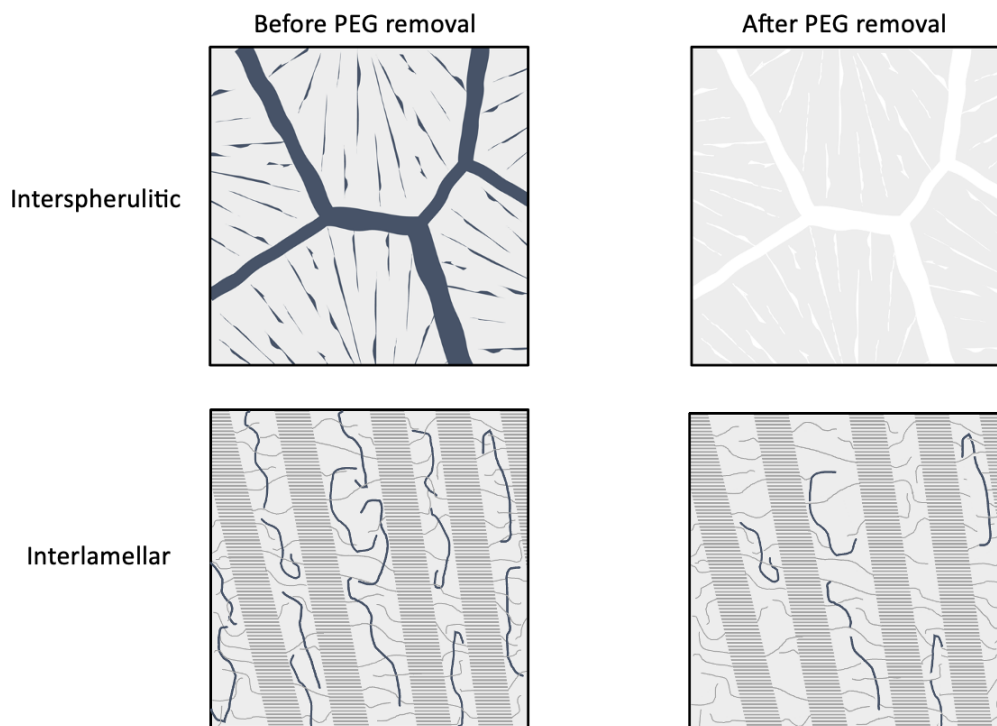 Before PEG removal
After PEG removal
Interspherulitic
Interlamellar